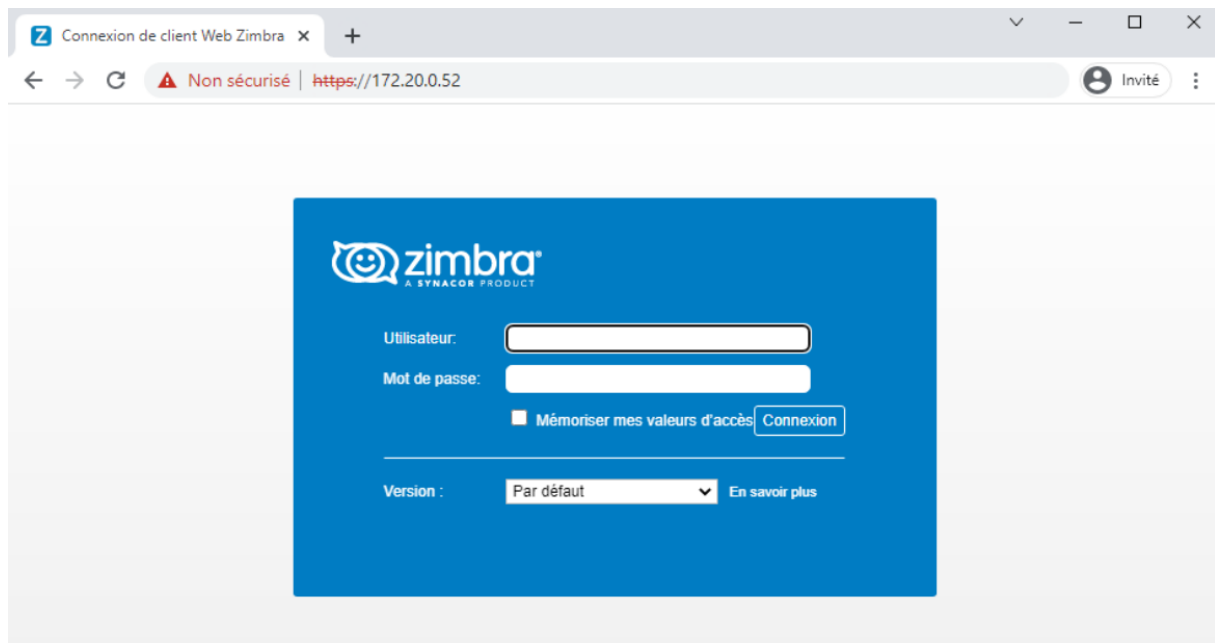 Connexion de client Web Zimbra
Non sécurisé https://172.20.0.52
Invité
zimbra®
A SYNACOR PRODUCT
Utilisateur:
Mot de passe:
Mémoriser mes valeurs d'accès Connexion
Version : Par défaut En savoir plus